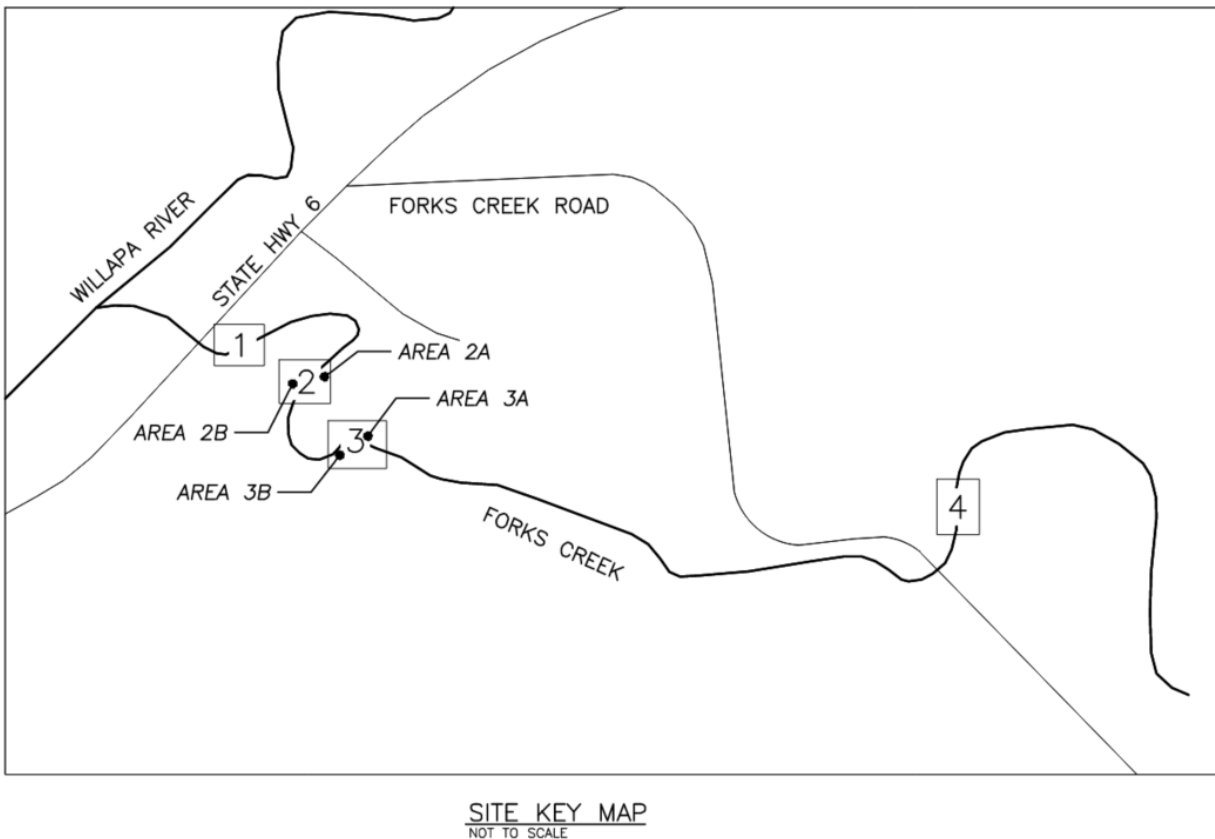 WILLAPA RIVER
STATE HWY 6
FORKS CREEK ROAD
1
AREA 2A
2
AREA 3A
AREA 2B
3
AREA 3B
4
FORKS CREEK
SITE KEY MAP
NOT TO SCALE